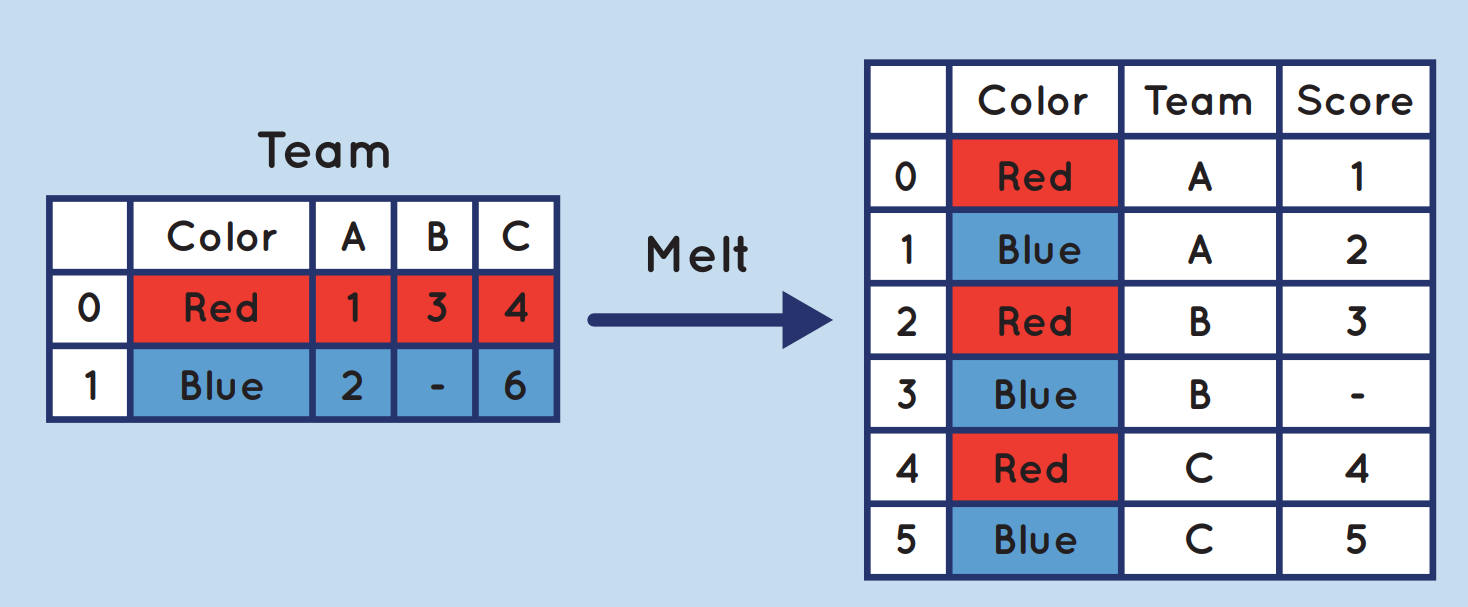 Team
Color A B C
0 Red 1 3 4
1 Blue 2 - 6
Melt
Color Team Score
0 Red A 1
1 Blue A 2
2 Red B 3
3 Blue B -
4 Red C 4
5 Blue C 5